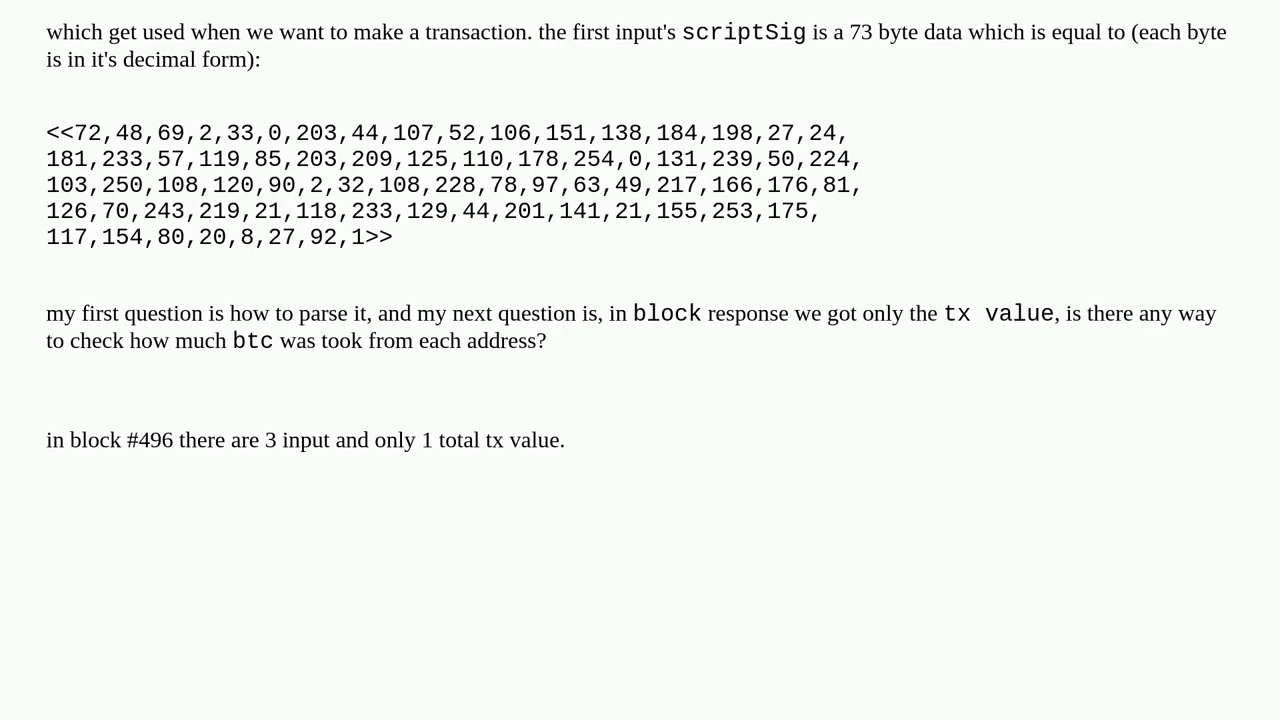 which get used when we want to make a transaction. the first input's scriptSig is a 73 byte data which is equal to (each byte
is in it's decimal form):
<<72,48,69,2,33,0,203,44,107,52,106,151,138,184,198,27,24,
181,233,57,119,85,203,209,125,110,178,254,0,131,239,50,224,
103,250,108,120,90,2,32,108,228,78,97,63,49,217,166,176,81,
126,70,243,219,21,118,233,129,44,201,141,21,155,253,175,
117,154,80,20,8,27,92,1>>
my first question is how to parse it, and my next question is, in block response we got only the tx value, is there any way
to check how much btc was took from each address?
in block #496 there are 3 input and only 1 total tx value.